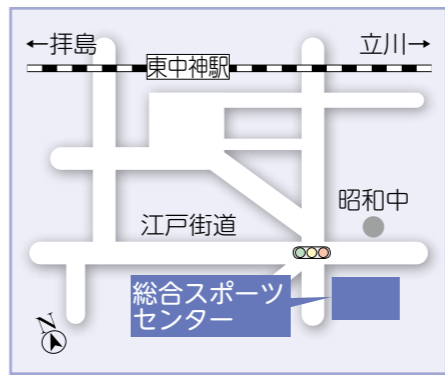 ←拝島
立川→
東中神駅
昭和中
江戸街道
総合スポーツ
センター
N